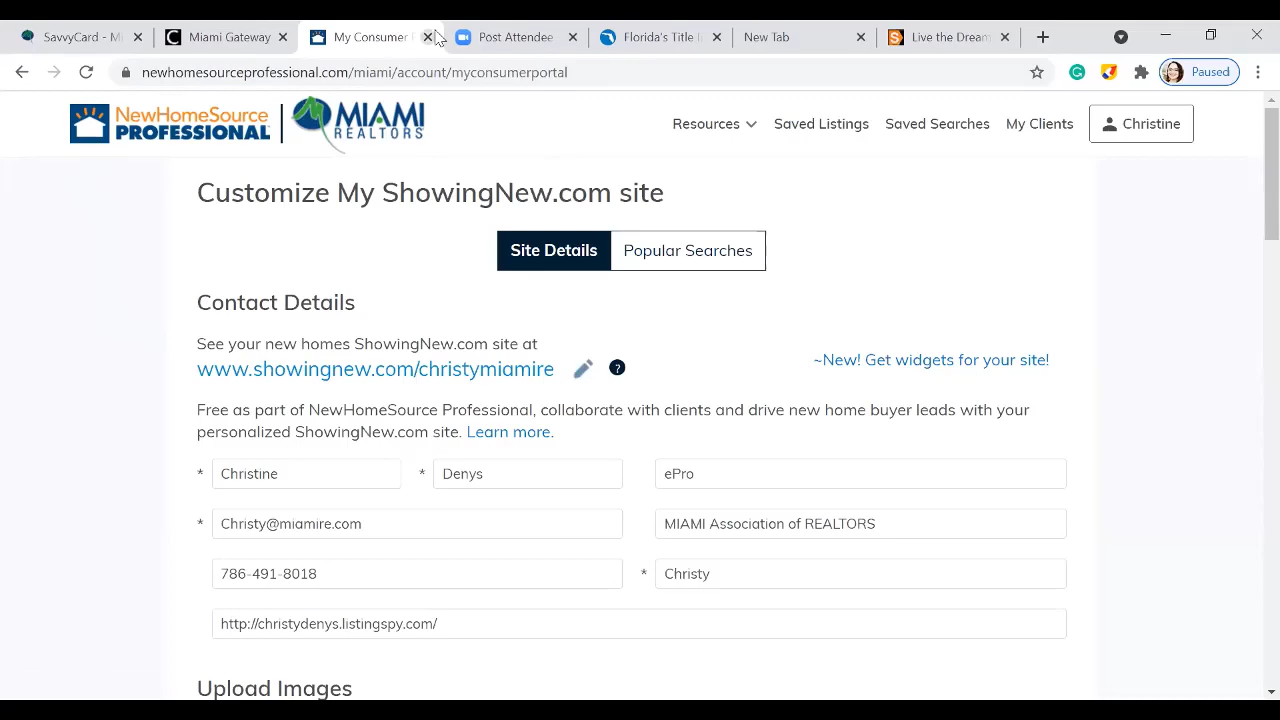 SavvyCard - M
Miami Gateway
My Consumer
Post Attendee
Florida's Title I
New Tab
Live the Dream
newhomesourceprofessional.com/miami/account/myconsumerportal
Paused
NewHomeSource
PROFESSIONAL
MIAMI
REALTORS
Resources
Saved Listings
Saved Searches
My Clients
Christine
Customize My ShowingNew.com site
Site Details
Popular Searches
Contact Details
See your new homes ShowingNew.com site at
www.showingnew.com/christymiamire
?
~New! Get widgets for your site!
Free as part of NewHomeSource Professional, collaborate with clients and drive new home buyer leads with your
personalized ShowingNew.com site. Learn more.
* Christine
* Denys
ePro
* Christy@miamire.com
MIAMI Association of REALTORS
786-491-8018
* Christy
http://christydenys.listingspy.com/
Upload Images